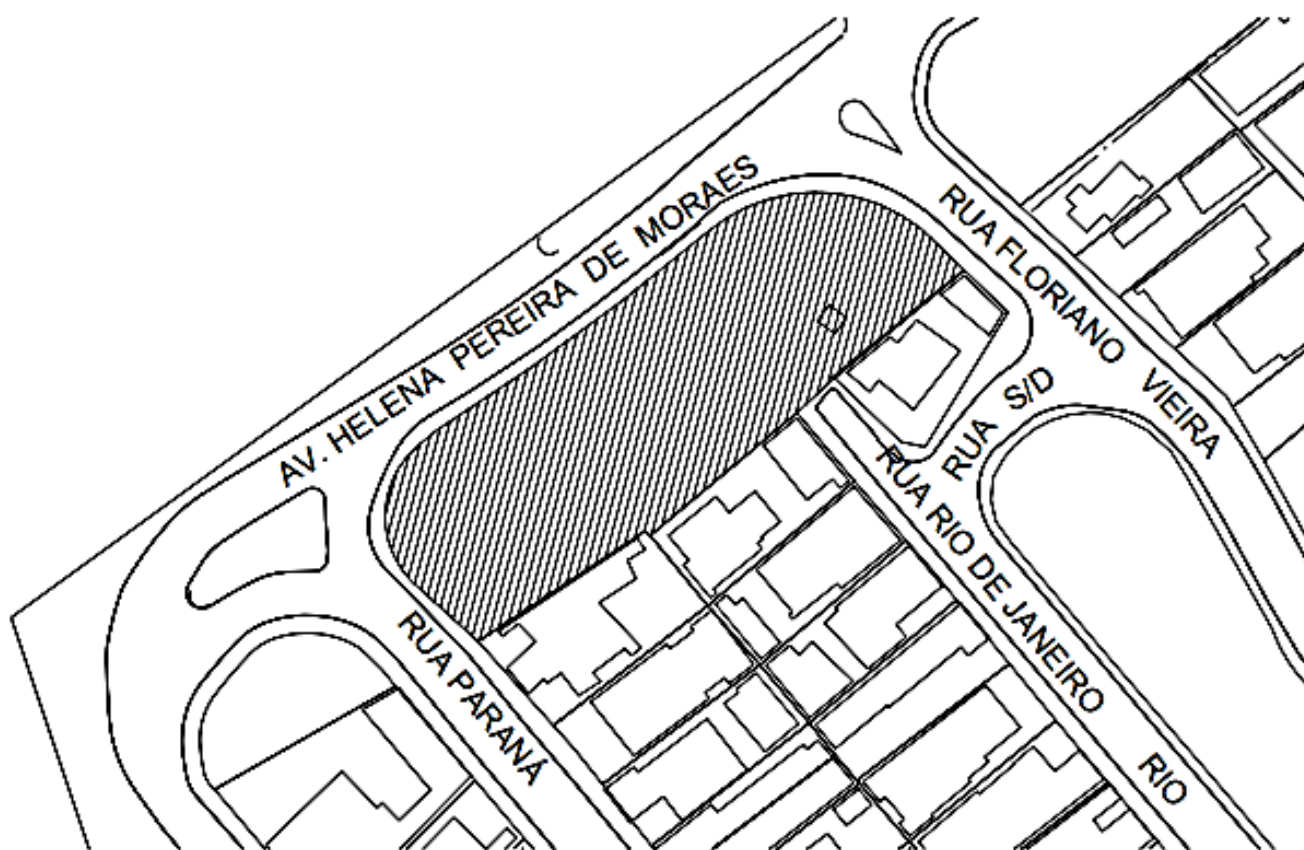 AV. HELENA PEREIRA DE MORAES
RUA FLORIANO VIEIRA
RUA S/D
RUA RIO DE JANEIRO
RIO
RUA PARANÁ